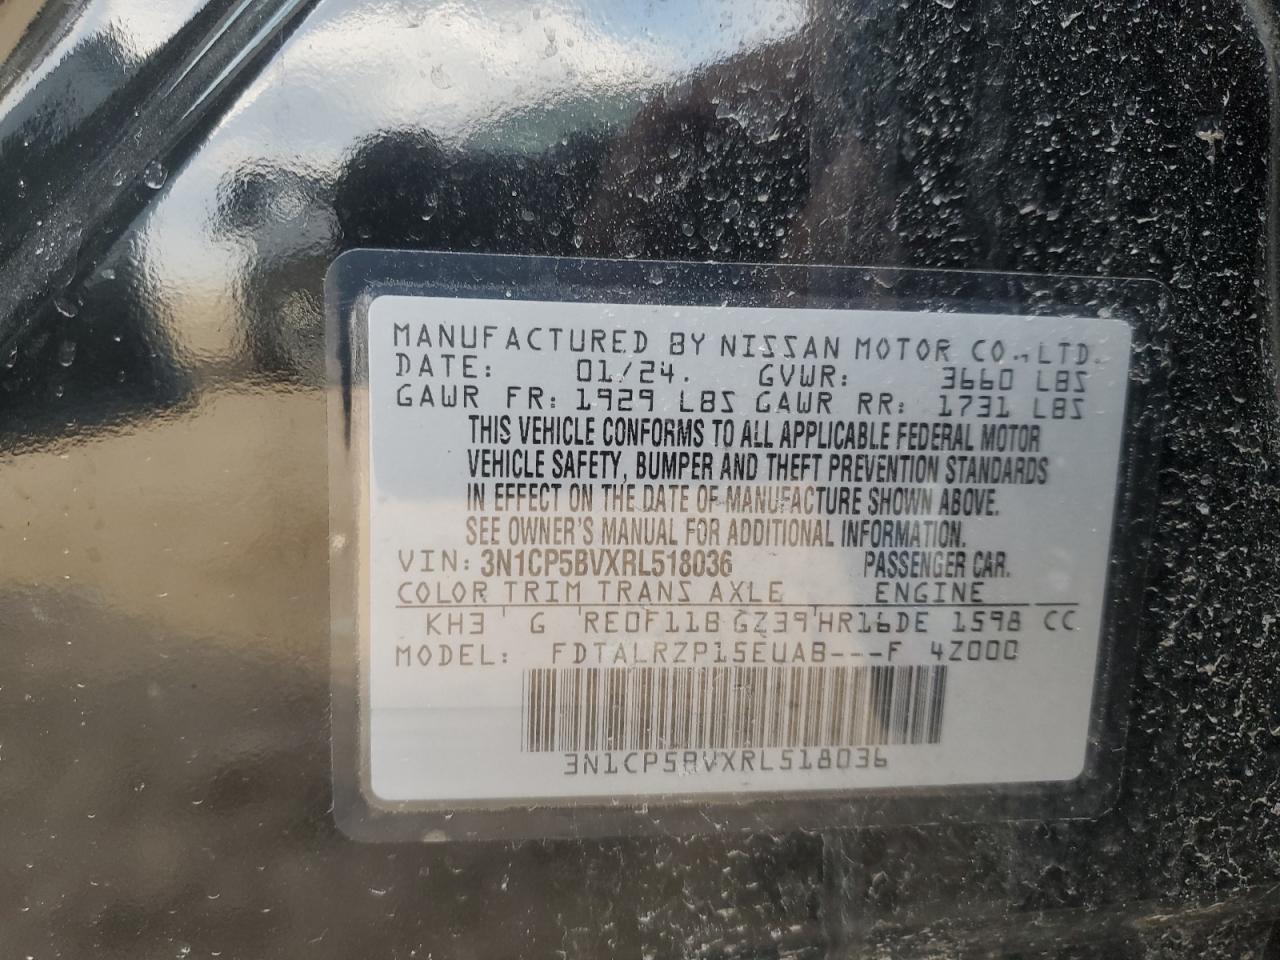 MANUFACTURED BY NISSAN MOTOR CO.,LTD.
DATE: 01/24. GVWR: 3660 LBS
GAWR FR: 1929 LBS GAWR RR: 1731 LBS
THIS VEHICLE CONFORMS TO ALL APPLICABLE FEDERAL MOTOR
VEHICLE SAFETY, BUMPER AND THEFT PREVENTION STANDARDS
IN EFFECT ON THE DATE OF MANUFACTURE SHOWN ABOVE.
SEE OWNER'S MANUAL FOR ADDITIONAL INFORMATION.
VIN: 3N1CP5BVXRL518036 PASSENGER CAR.
COLOR TRIM TRANS AXLE ENGINE
KH3 ' G ' RE0F11B GZ39'HR16DE 1598 CC
MODEL: FDTALRZP15EUAB---F 4Z000
3N1CP5BVXRL518036